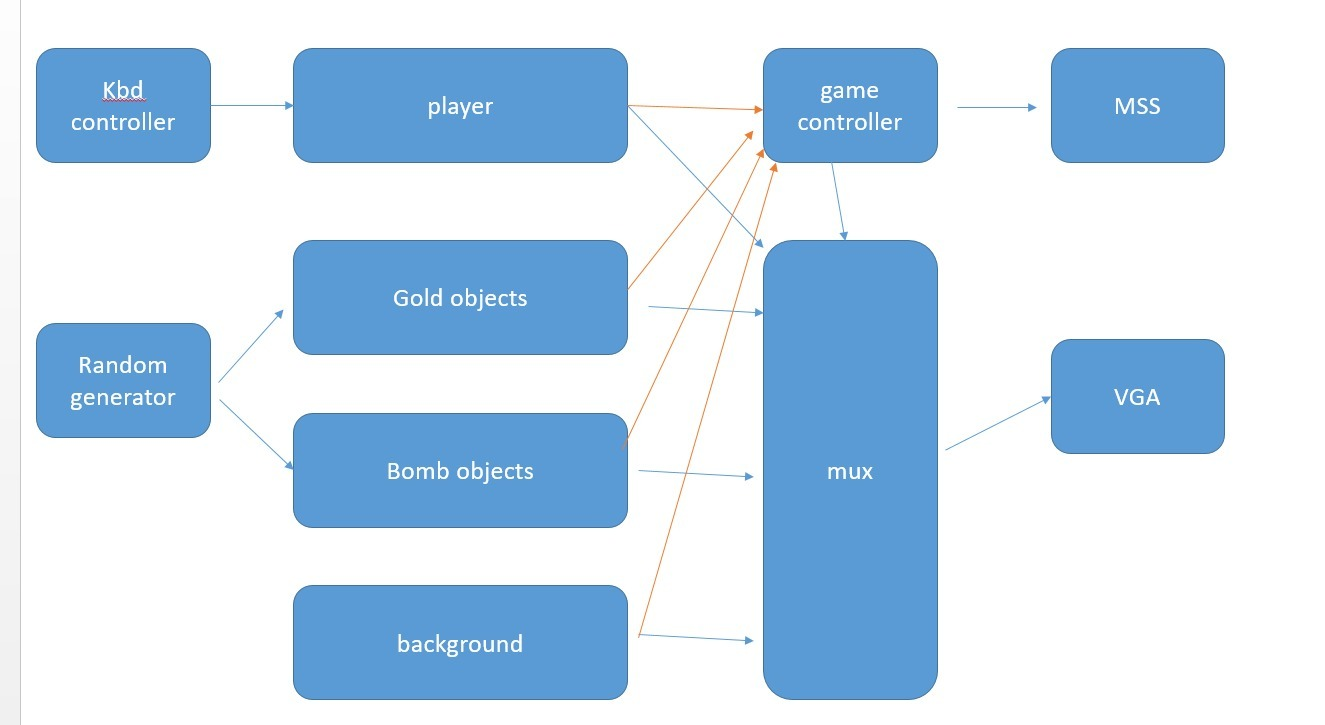 Kbd
controller
player
game
controller
MSS
Gold objects
Random
generator
Bomb objects
mux
VGA
background